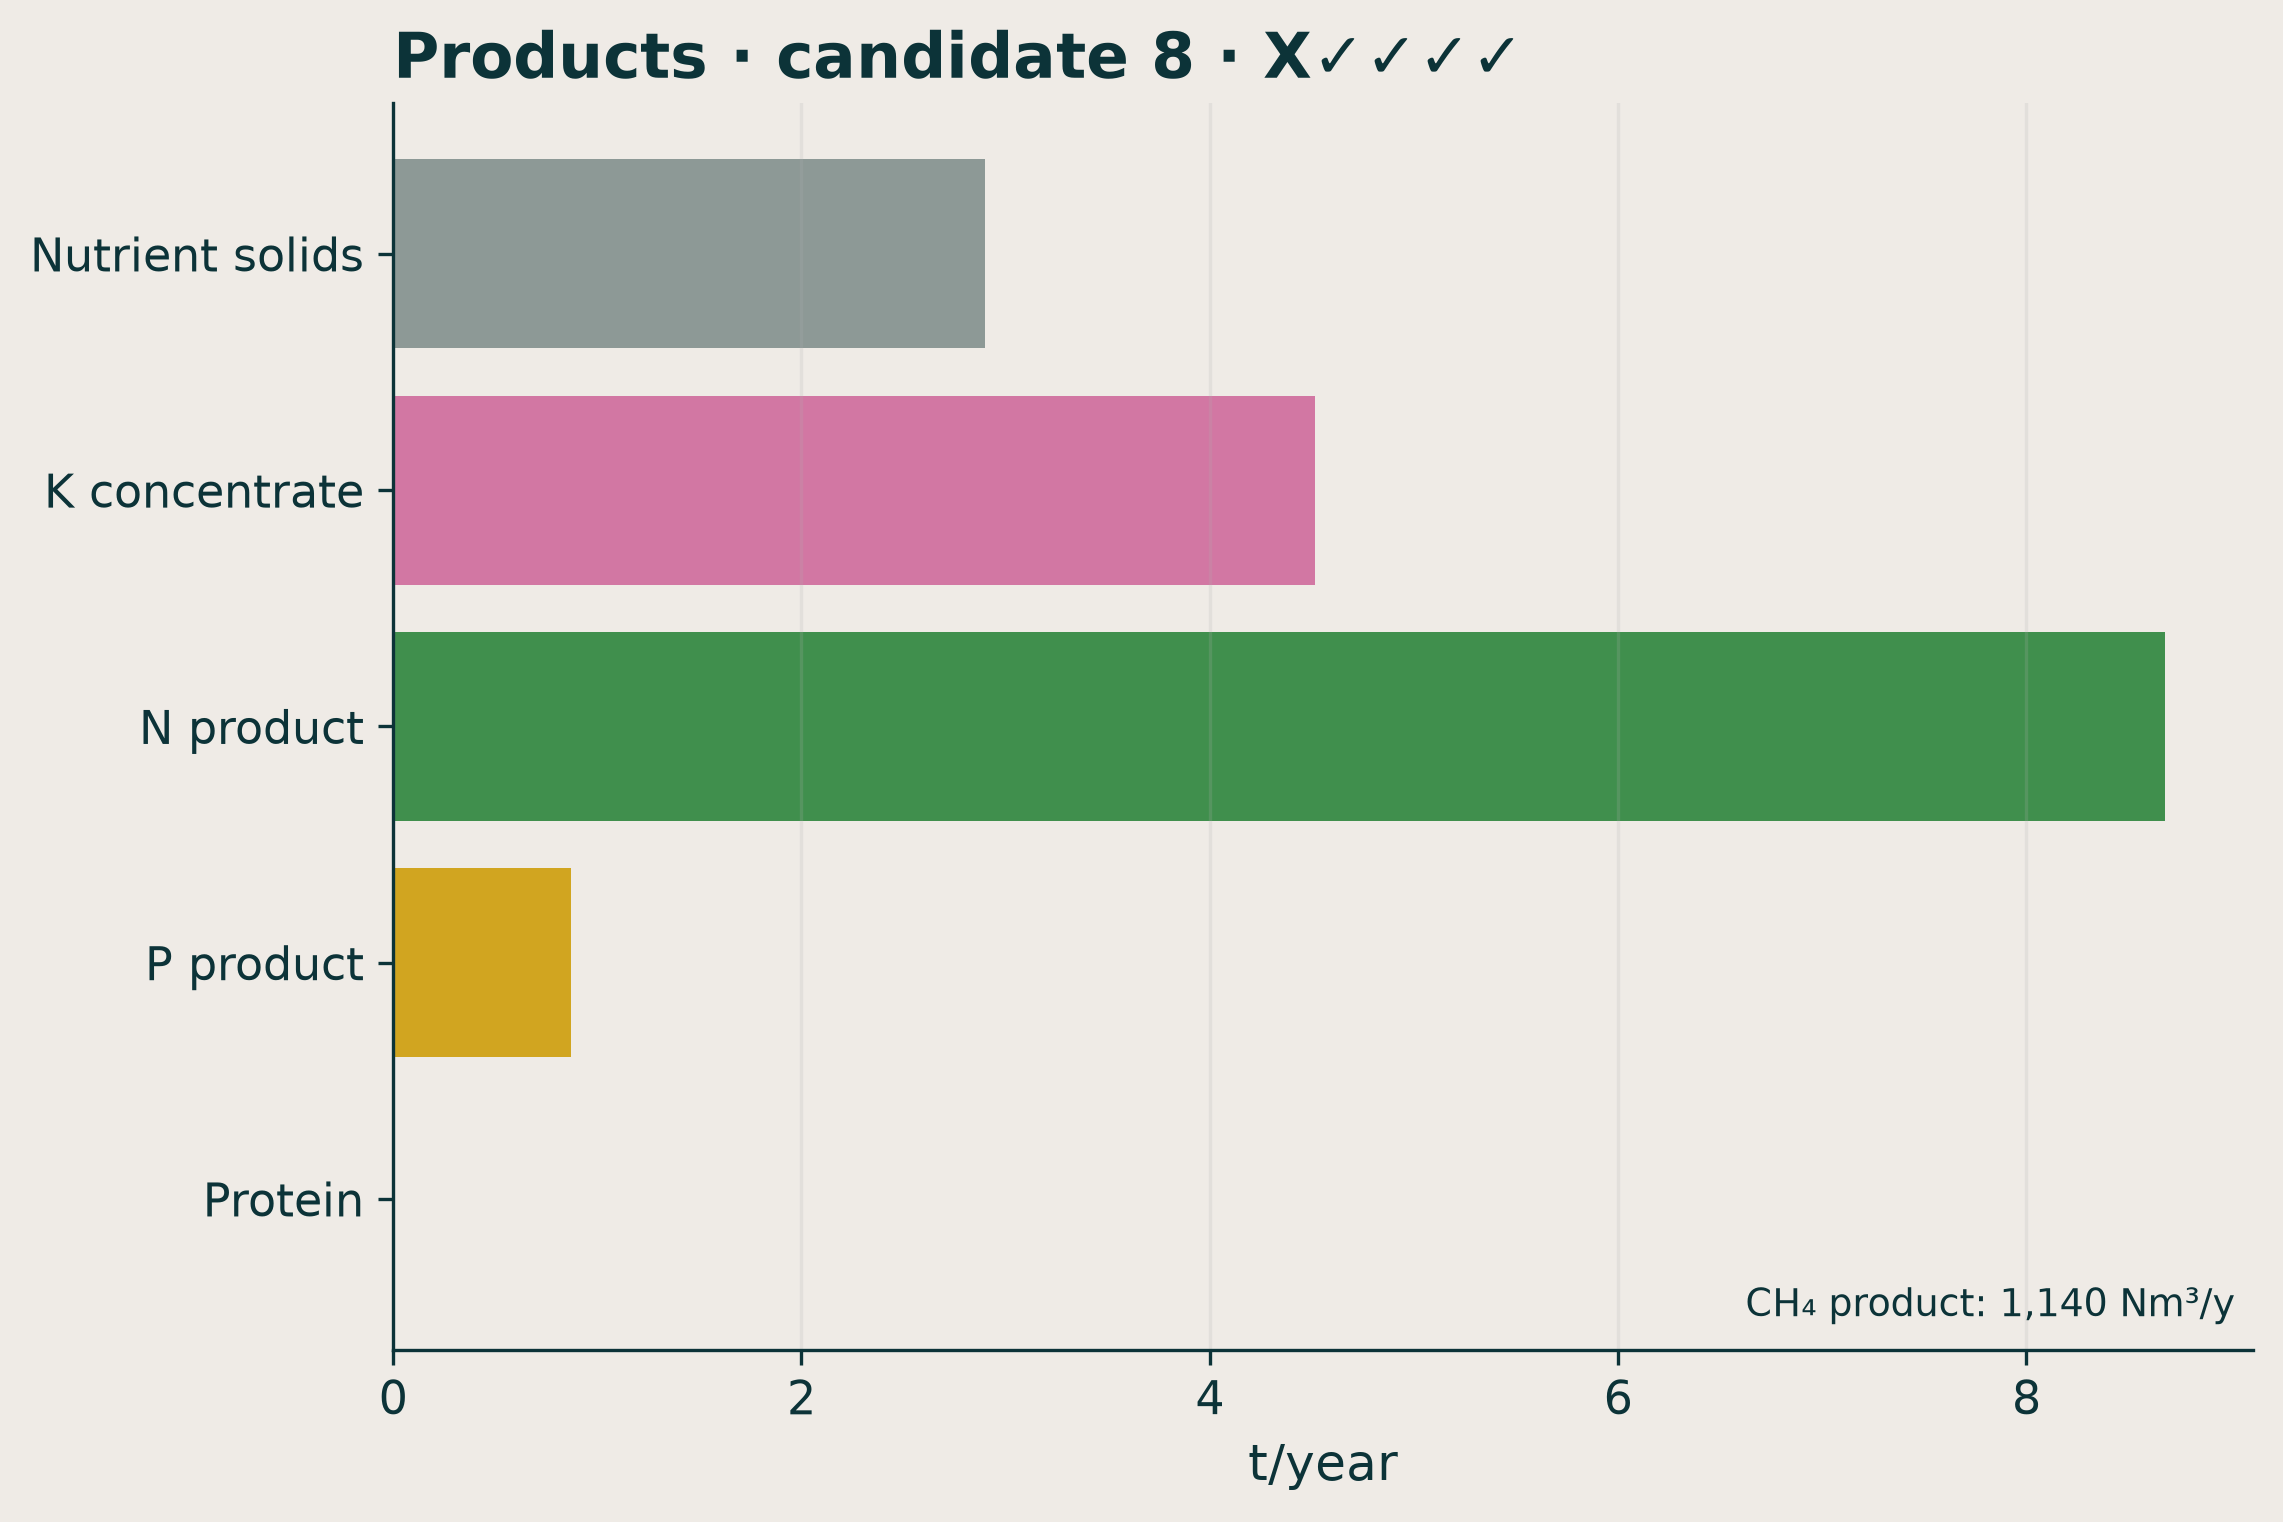 Products · candidate 8 · X✓✓✓✓
Nutrient solids
K concentrate
N product
P product
Protein
CH₄ product: 1,140 Nm³/y
0 2 4 6 8
t/year